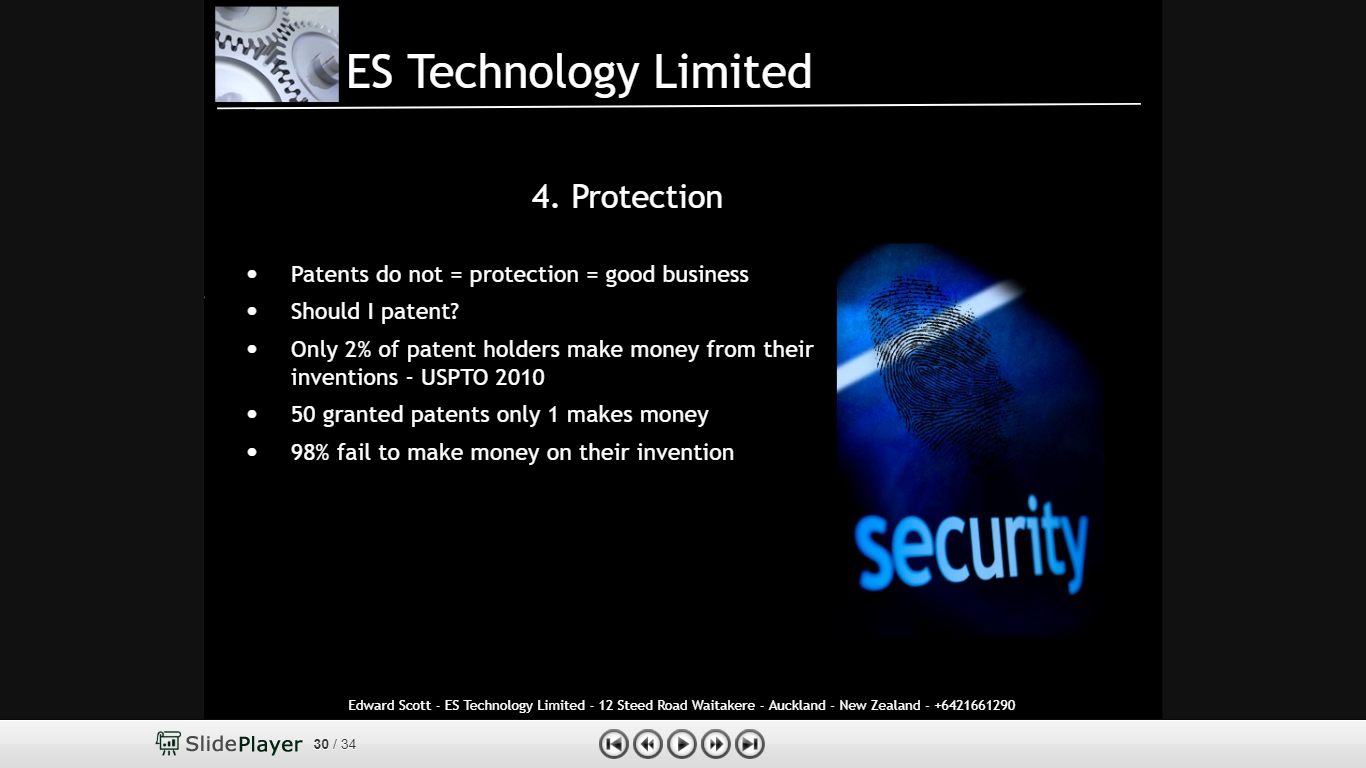 ES Technology Limited
4. Protection
• Patents do not = protection = good business
• Should I patent?
• Only 2% of patent holders make money from their
inventions - USPTO 2010
• 50 granted patents only 1 makes money
• 98% fail to make money on their invention
security
Edward Scott - ES Technology Limited - 12 Steed Road Waitakere - Auckland - New Zealand - +6421661290
SlidePlayer 30 / 34